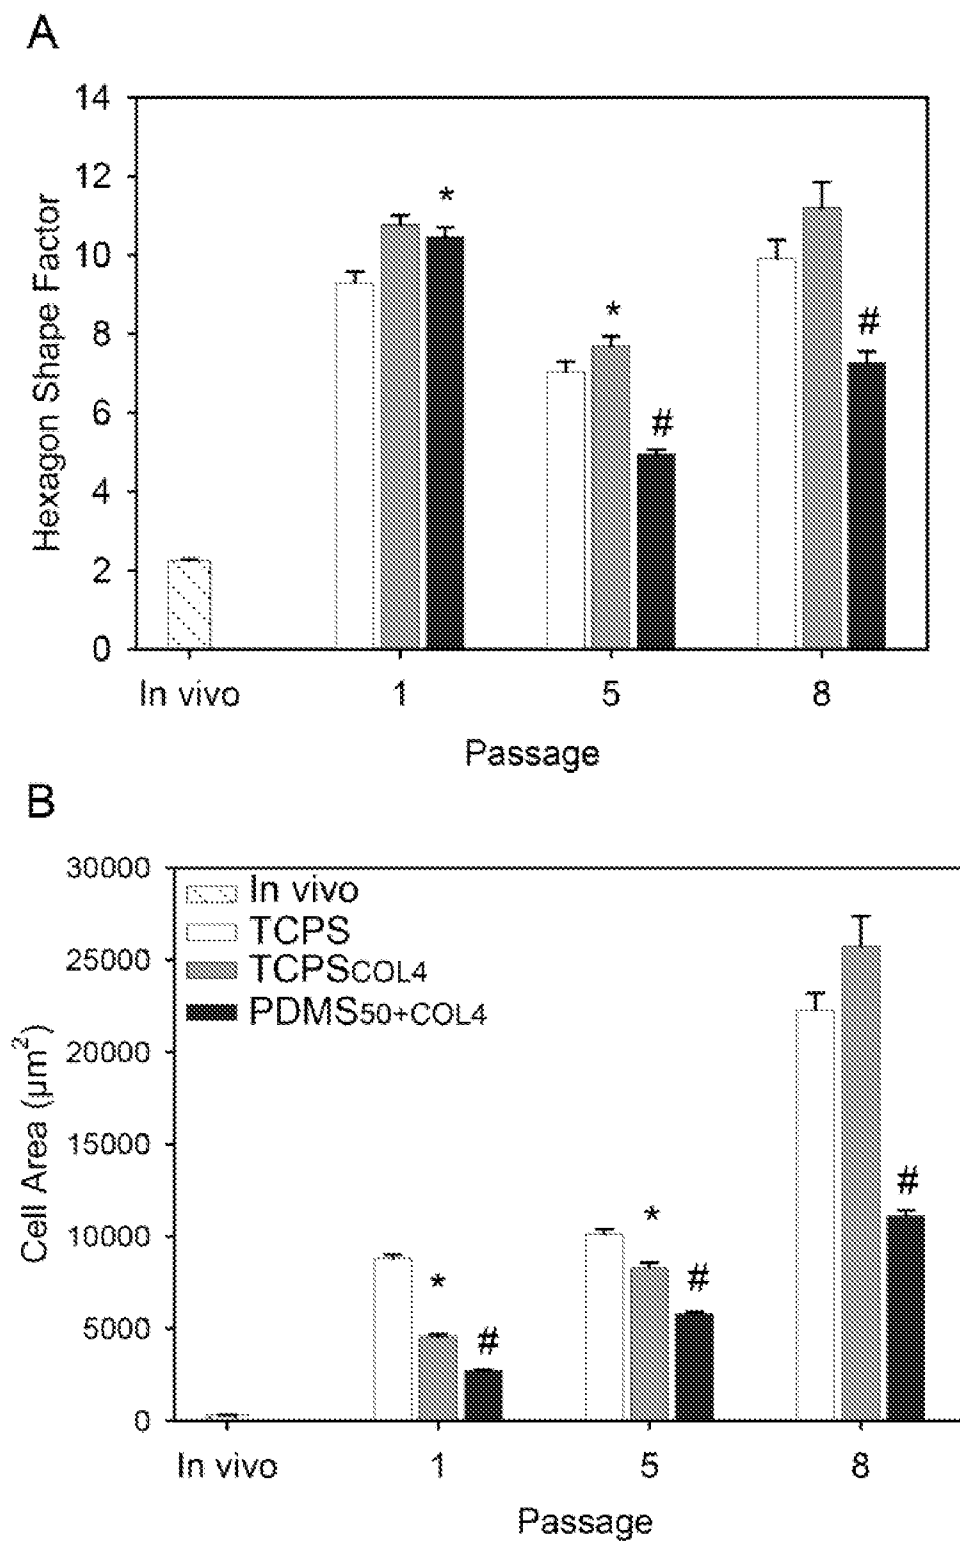 A
14
12
10
8
6
4
2
0
Hexagon Shape Factor
*
*
#
#
In vivo 1 5 8
Passage
B
30000
25000
20000
15000
10000
5000
0
Cell Area (µm²)
In vivo
TCPS
TCPSCOL4
PDMS50+COL4
*
#
*
#
#
In vivo 1 5 8
Passage